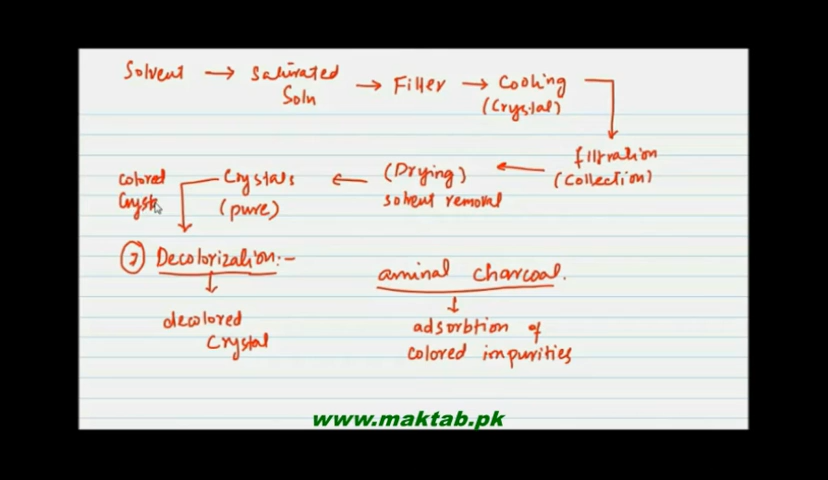 Solvent → Saturated Soln → Filter → Cooling (Crystal)
filtration (Collection)
(Drying) solvent removal
Crystals (pure)
colored Cryst
7 Decolorization:-
decolored Crystal
aminal charcoal.
adsorbtion of colored impurities
www.maktab.pk